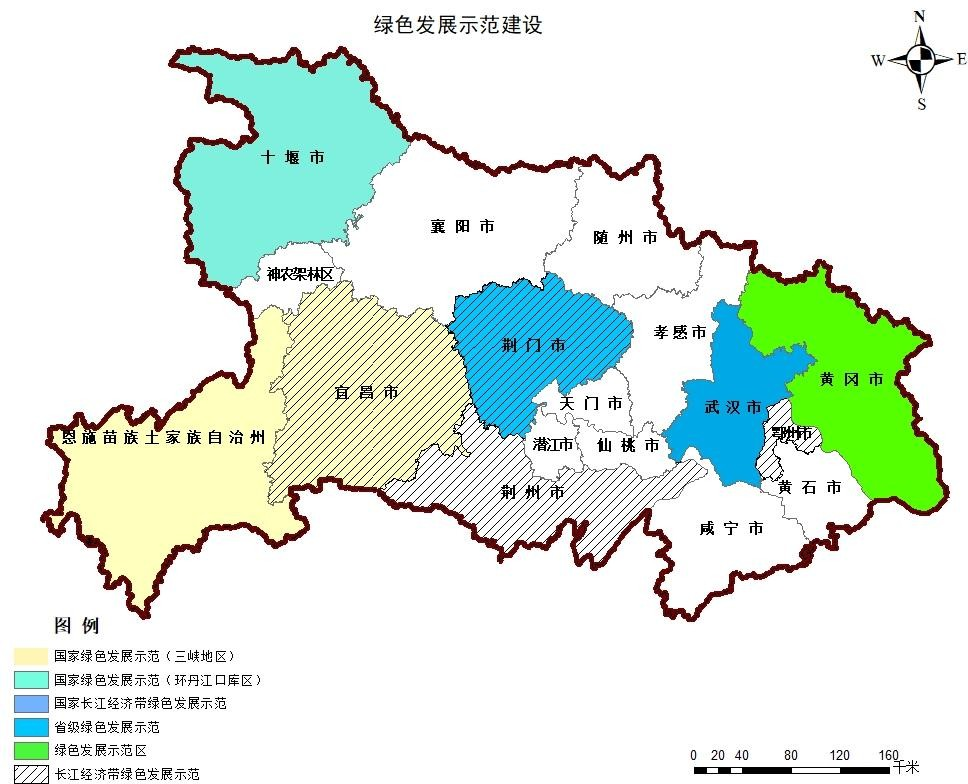 绿色发展示范建设
N
W
E
S
十堰市
襄阳市
随州市
神农架林区
孝感市
荆门市
黄冈市
宜昌市
天门市
武汉市
恩施苗族土家族自治州
鄂州市
潜江市
仙桃市
荆州市
黄石市
咸宁市
图例
国家绿色发展示范（三峡地区）
国家绿色发展示范（环丹江口库区）
国家长江经济带绿色发展示范
省级绿色发展示范
绿色发展示范区
长江经济带绿色发展示范
0 20 40 80 120 160
千米